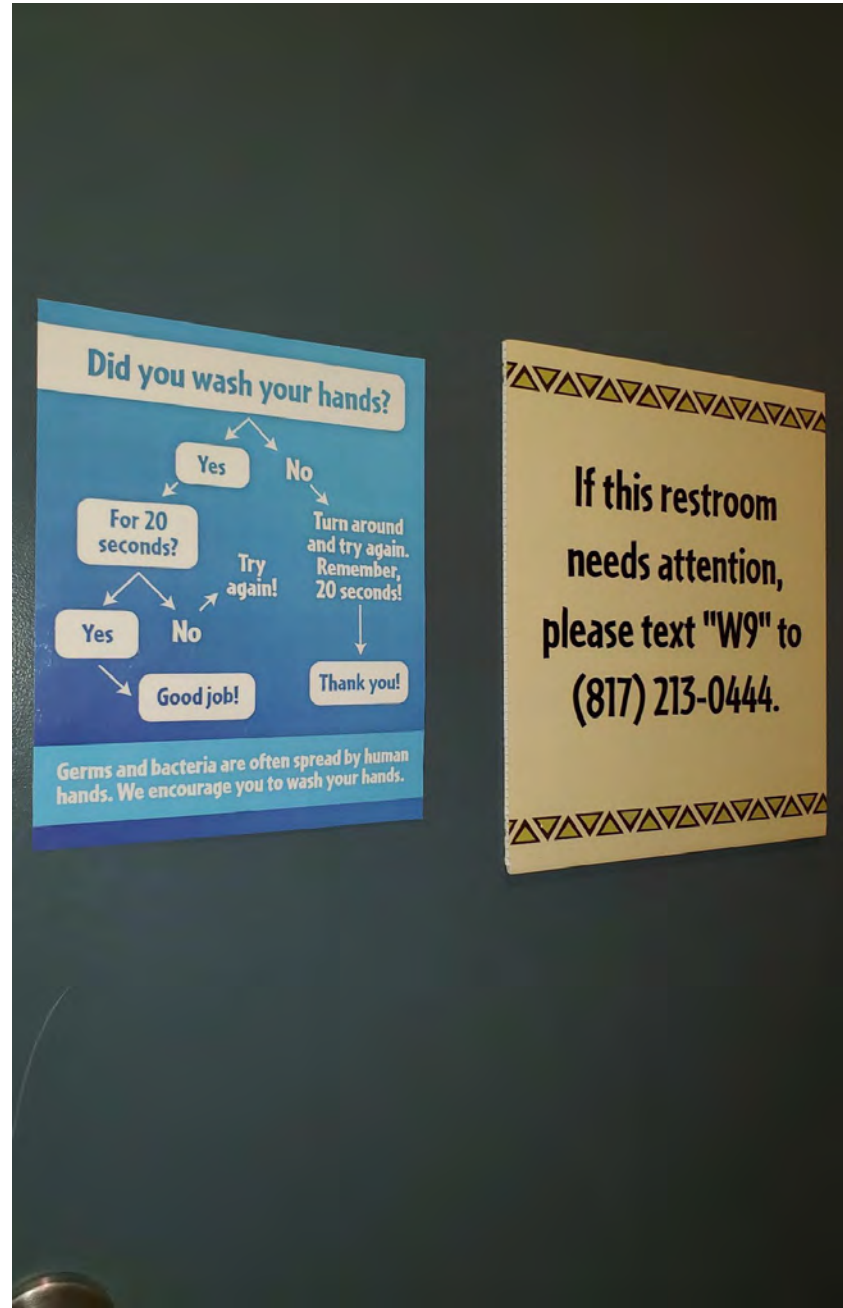 Did you wash your hands?
Yes
No
For 20
seconds?
Turn around
and try again.
Remember,
20 seconds!
Try
again!
Yes
No
Good job!
Thank you!
Germs and bacteria are often spread by human
hands. We encourage you to wash your hands.
If this restroom
needs attention,
please text "W9" to
(817) 213-0444.